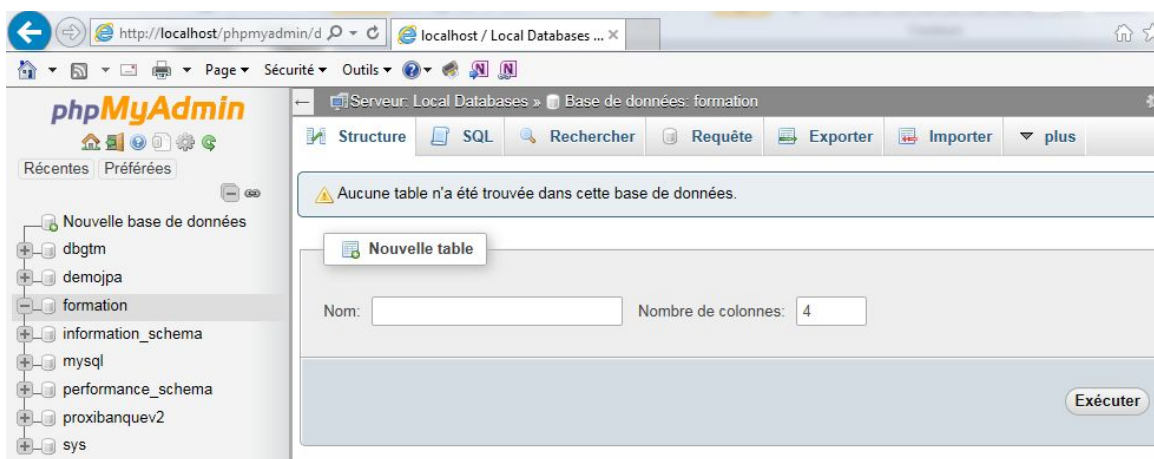 http://localhost/phpmyadmin/d
localhost / Local Databases ...
Page Sécurité Outils
phpMyAdmin
Récentes Préférées
Nouvelle base de données
dbgtm
demojpa
formation
information_schema
mysql
performance_schema
proxibanquev2
sys
Serveur: Local Databases » Base de données: formation
Structure SQL Rechercher Requête Exporter Importer plus
Aucune table n'a été trouvée dans cette base de données.
Nouvelle table
Nom: Nombre de colonnes: 4
Exécuter